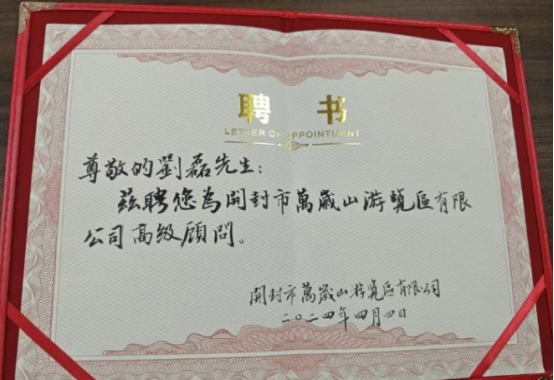 聘 书
LETTER OF APPOINTMENT
尊敬的劉磊先生：
兹聘您為開封市萬歲山游覽區有限
公司高级顧問。
開封市萬歲山游覽區有限公司
二〇二四年四月四日